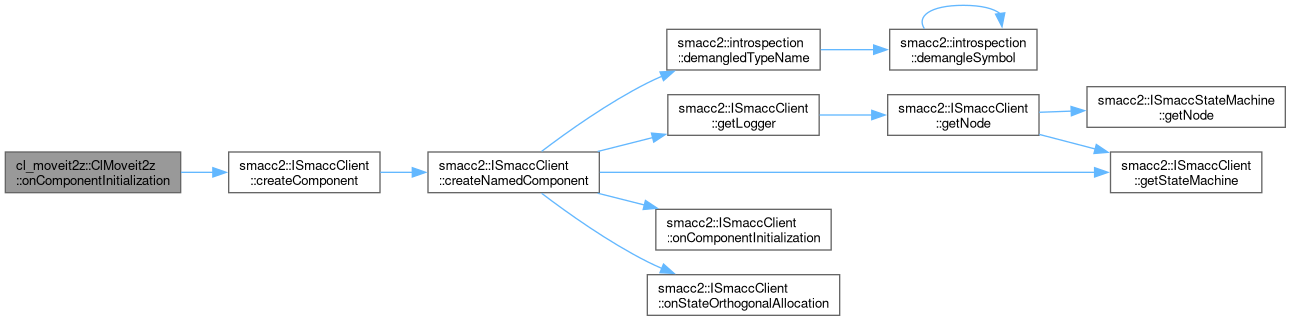 cl_moveit2z::ClMoveit2z
::onComponentInitialization
smacc2::ISmaccClient
::createComponent
smacc2::ISmaccClient
::createNamedComponent
smacc2::introspection
::demangledTypeName
smacc2::introspection
::demangleSymbol
smacc2::ISmaccClient
::getLogger
smacc2::ISmaccClient
::getNode
smacc2::ISmaccStateMachine
::getNode
smacc2::ISmaccClient
::getStateMachine
smacc2::ISmaccClient
::onComponentInitialization
smacc2::ISmaccClient
::onStateOrthogonalAllocation